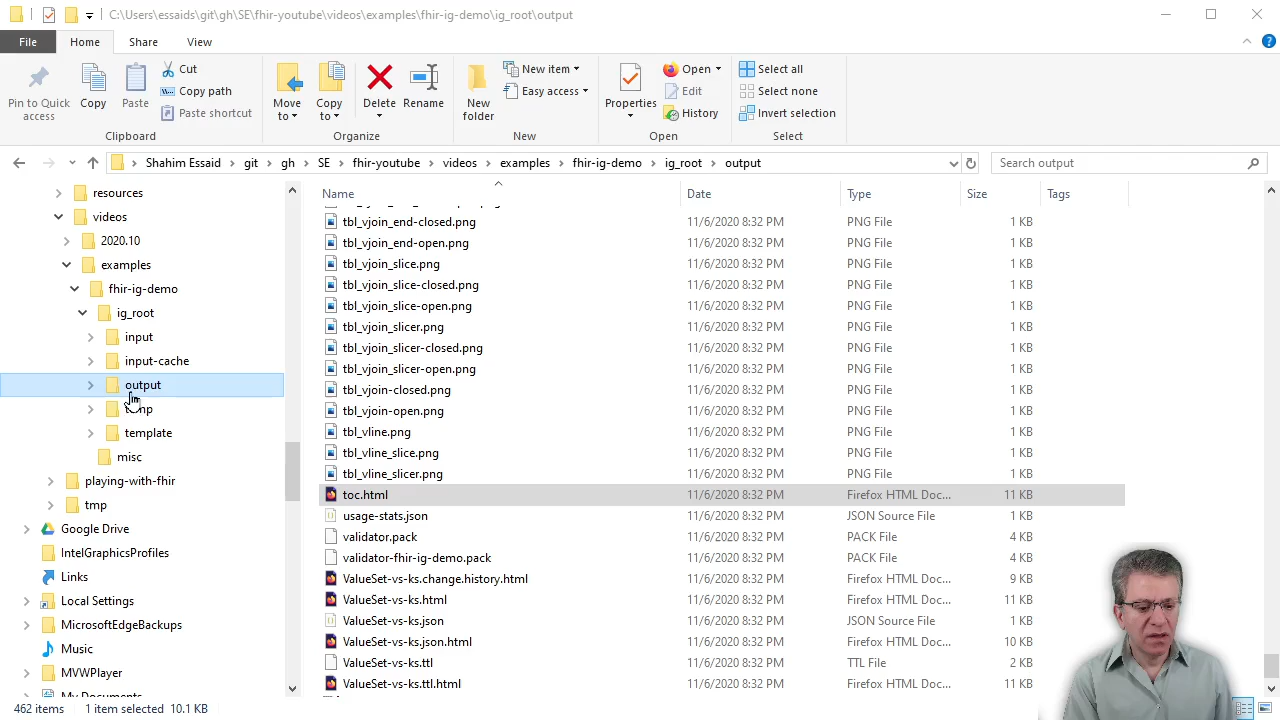 C:\Users\essaids\git\gh\SE\fhir-youtube\videos\examples\fhir-ig-demo\ig_root\output
File
Home
Share
View
Pin to Quick access
Copy
Paste
Cut
Copy path
Paste shortcut
Clipboard
Move to
Copy to
Delete
Rename
Organize
New folder
New item
Easy access
New
Properties
Open
Edit
History
Open
Select all
Select none
Invert selection
Select
Shahim Essaid > git > gh > SE > fhir-youtube > videos > examples > fhir-ig-demo > ig_root > output
Search output
resources
videos
2020.10
examples
fhir-ig-demo
ig_root
input
input-cache
output
template
misc
playing-with-fhir
tmp
Google Drive
IntelGraphicsProfiles
Links
Local Settings
MicrosoftEdgeBackups
Music
MVWPlayer
My Documents
Name Date Type Size Tags
tbl_vjoin_end-closed.png 11/6/2020 8:32 PM PNG File 1 KB
tbl_vjoin_end-open.png 11/6/2020 8:32 PM PNG File 1 KB
tbl_vjoin_slice.png 11/6/2020 8:32 PM PNG File 1 KB
tbl_vjoin_slice-closed.png 11/6/2020 8:32 PM PNG File 1 KB
tbl_vjoin_slice-open.png 11/6/2020 8:32 PM PNG File 1 KB
tbl_vjoin_slicer.png 11/6/2020 8:32 PM PNG File 1 KB
tbl_vjoin_slicer-closed.png 11/6/2020 8:32 PM PNG File 1 KB
tbl_vjoin_slicer-open.png 11/6/2020 8:32 PM PNG File 1 KB
tbl_vjoin-closed.png 11/6/2020 8:32 PM PNG File 1 KB
tbl_vjoin-open.png 11/6/2020 8:32 PM PNG File 1 KB
tbl_vline.png 11/6/2020 8:32 PM PNG File 1 KB
tbl_vline_slice.png 11/6/2020 8:32 PM PNG File 1 KB
tbl_vline_slicer.png 11/6/2020 8:32 PM PNG File 1 KB
toc.html 11/6/2020 8:32 PM Firefox HTML Doc... 11 KB
usage-stats.json 11/6/2020 8:32 PM JSON Source File 1 KB
validator.pack 11/6/2020 8:32 PM PACK File 4 KB
validator-fhir-ig-demo.pack 11/6/2020 8:32 PM PACK File 4 KB
ValueSet-vs-ks.change.history.html 11/6/2020 8:32 PM Firefox HTML Doc... 9 KB
ValueSet-vs-ks.html 11/6/2020 8:32 PM Firefox HTML Doc... 11 KB
ValueSet-vs-ks.json 11/6/2020 8:32 PM JSON Source File 1 KB
ValueSet-vs-ks.json.html 11/6/2020 8:32 PM Firefox HTML Doc... 10 KB
ValueSet-vs-ks.ttl 11/6/2020 8:32 PM TTL File 2 KB
ValueSet-vs-ks.ttl.html 11/6/2020 8:32 PM Firefox HTML Doc... 11 KB
462 items 1 item selected 10.1 KB